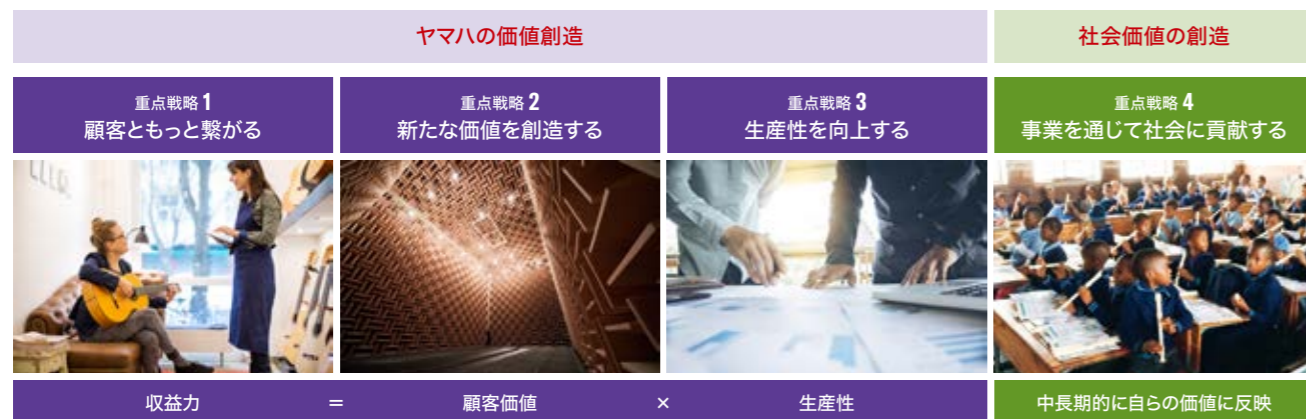 ヤマハの価値創造
社会価値の創造
重点戦略 1
顧客ともっと繋がる
重点戦略 2
新たな価値を創造する
重点戦略 3
生産性を向上する
重点戦略 4
事業を通じて社会に貢献する
収益力 = 顧客価値 × 生産性
中長期的に自らの価値に反映